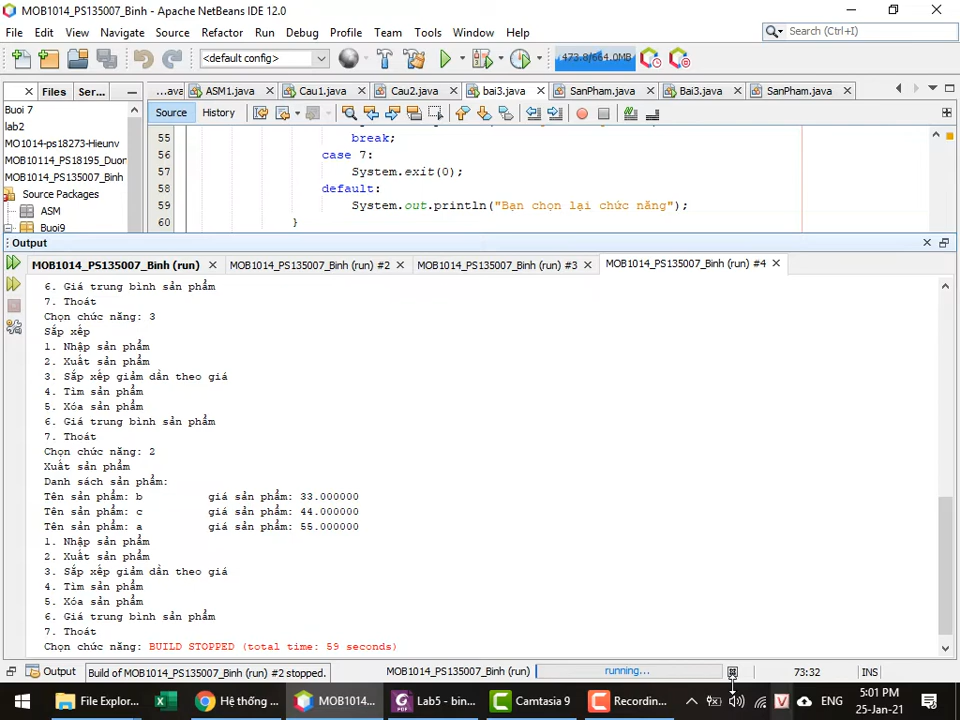 MOB1014_PS135007_Binh - Apache NetBeans IDE 12.0
File Edit View Navigate Source Refactor Run Debug Profile Team Tools Window Help
Search (Ctrl+I)
<default config>
473.8/664.0MB
Files Ser...
...ava ASM1.java Cau1.java Cau2.java bai3.java SanPham.java Bai3.java SanPham.java
Source History
Buoi 7
lab2
MO1014-ps18273-Hieunv
MOB10114_PS18195_Duon
MOB1014_PS135007_Binh
Source Packages
ASM
Buoi9
55 break;
56 case 7:
57 System.exit(0);
58 default:
59 System.out.println("Bạn chọn lại chức năng");
60 }
Output
MOB1014_PS135007_Binh (run) MOB1014_PS135007_Binh (run) #2 MOB1014_PS135007_Binh (run) #3 MOB1014_PS135007_Binh (run) #4
6. Giá trung bình sản phẩm
7. Thoát
Chọn chức năng: 3
Sắp xếp
1. Nhập sản phẩm
2. Xuất sản phẩm
3. Sắp xếp giảm dần theo giá
4. Tìm sản phẩm
5. Xóa sản phẩm
6. Giá trung bình sản phẩm
7. Thoát
Chọn chức năng: 2
Xuất sản phẩm
Danh sách sản phẩm:
Tên sản phẩm: b giá sản phẩm: 33.000000
Tên sản phẩm: c giá sản phẩm: 44.000000
Tên sản phẩm: a giá sản phẩm: 55.000000
1. Nhập sản phẩm
2. Xuất sản phẩm
3. Sắp xếp giảm dần theo giá
4. Tìm sản phẩm
5. Xóa sản phẩm
6. Giá trung bình sản phẩm
7. Thoát
Chọn chức năng: BUILD STOPPED (total time: 59 seconds)
Output
Build of MOB1014_PS135007_Binh (run) #2 stopped.
MOB1014_PS135007_Binh (run) running... 73:32 INS
File Explor... Hệ thống ... MOB1014... Lab5 - bin... Camtasia 9 Recordin... ENG
5:01 PM
25-Jan-21